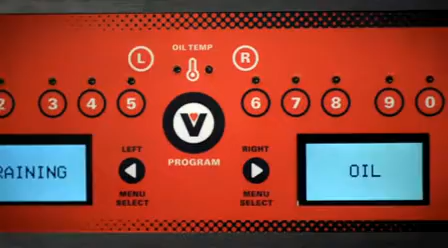 OIL TEMP
L R
2 3 4 5 6 7 8 9 0
V
PROGRAM
LEFT RIGHT
RAINING OIL
MENU MENU
SELECT SELECT